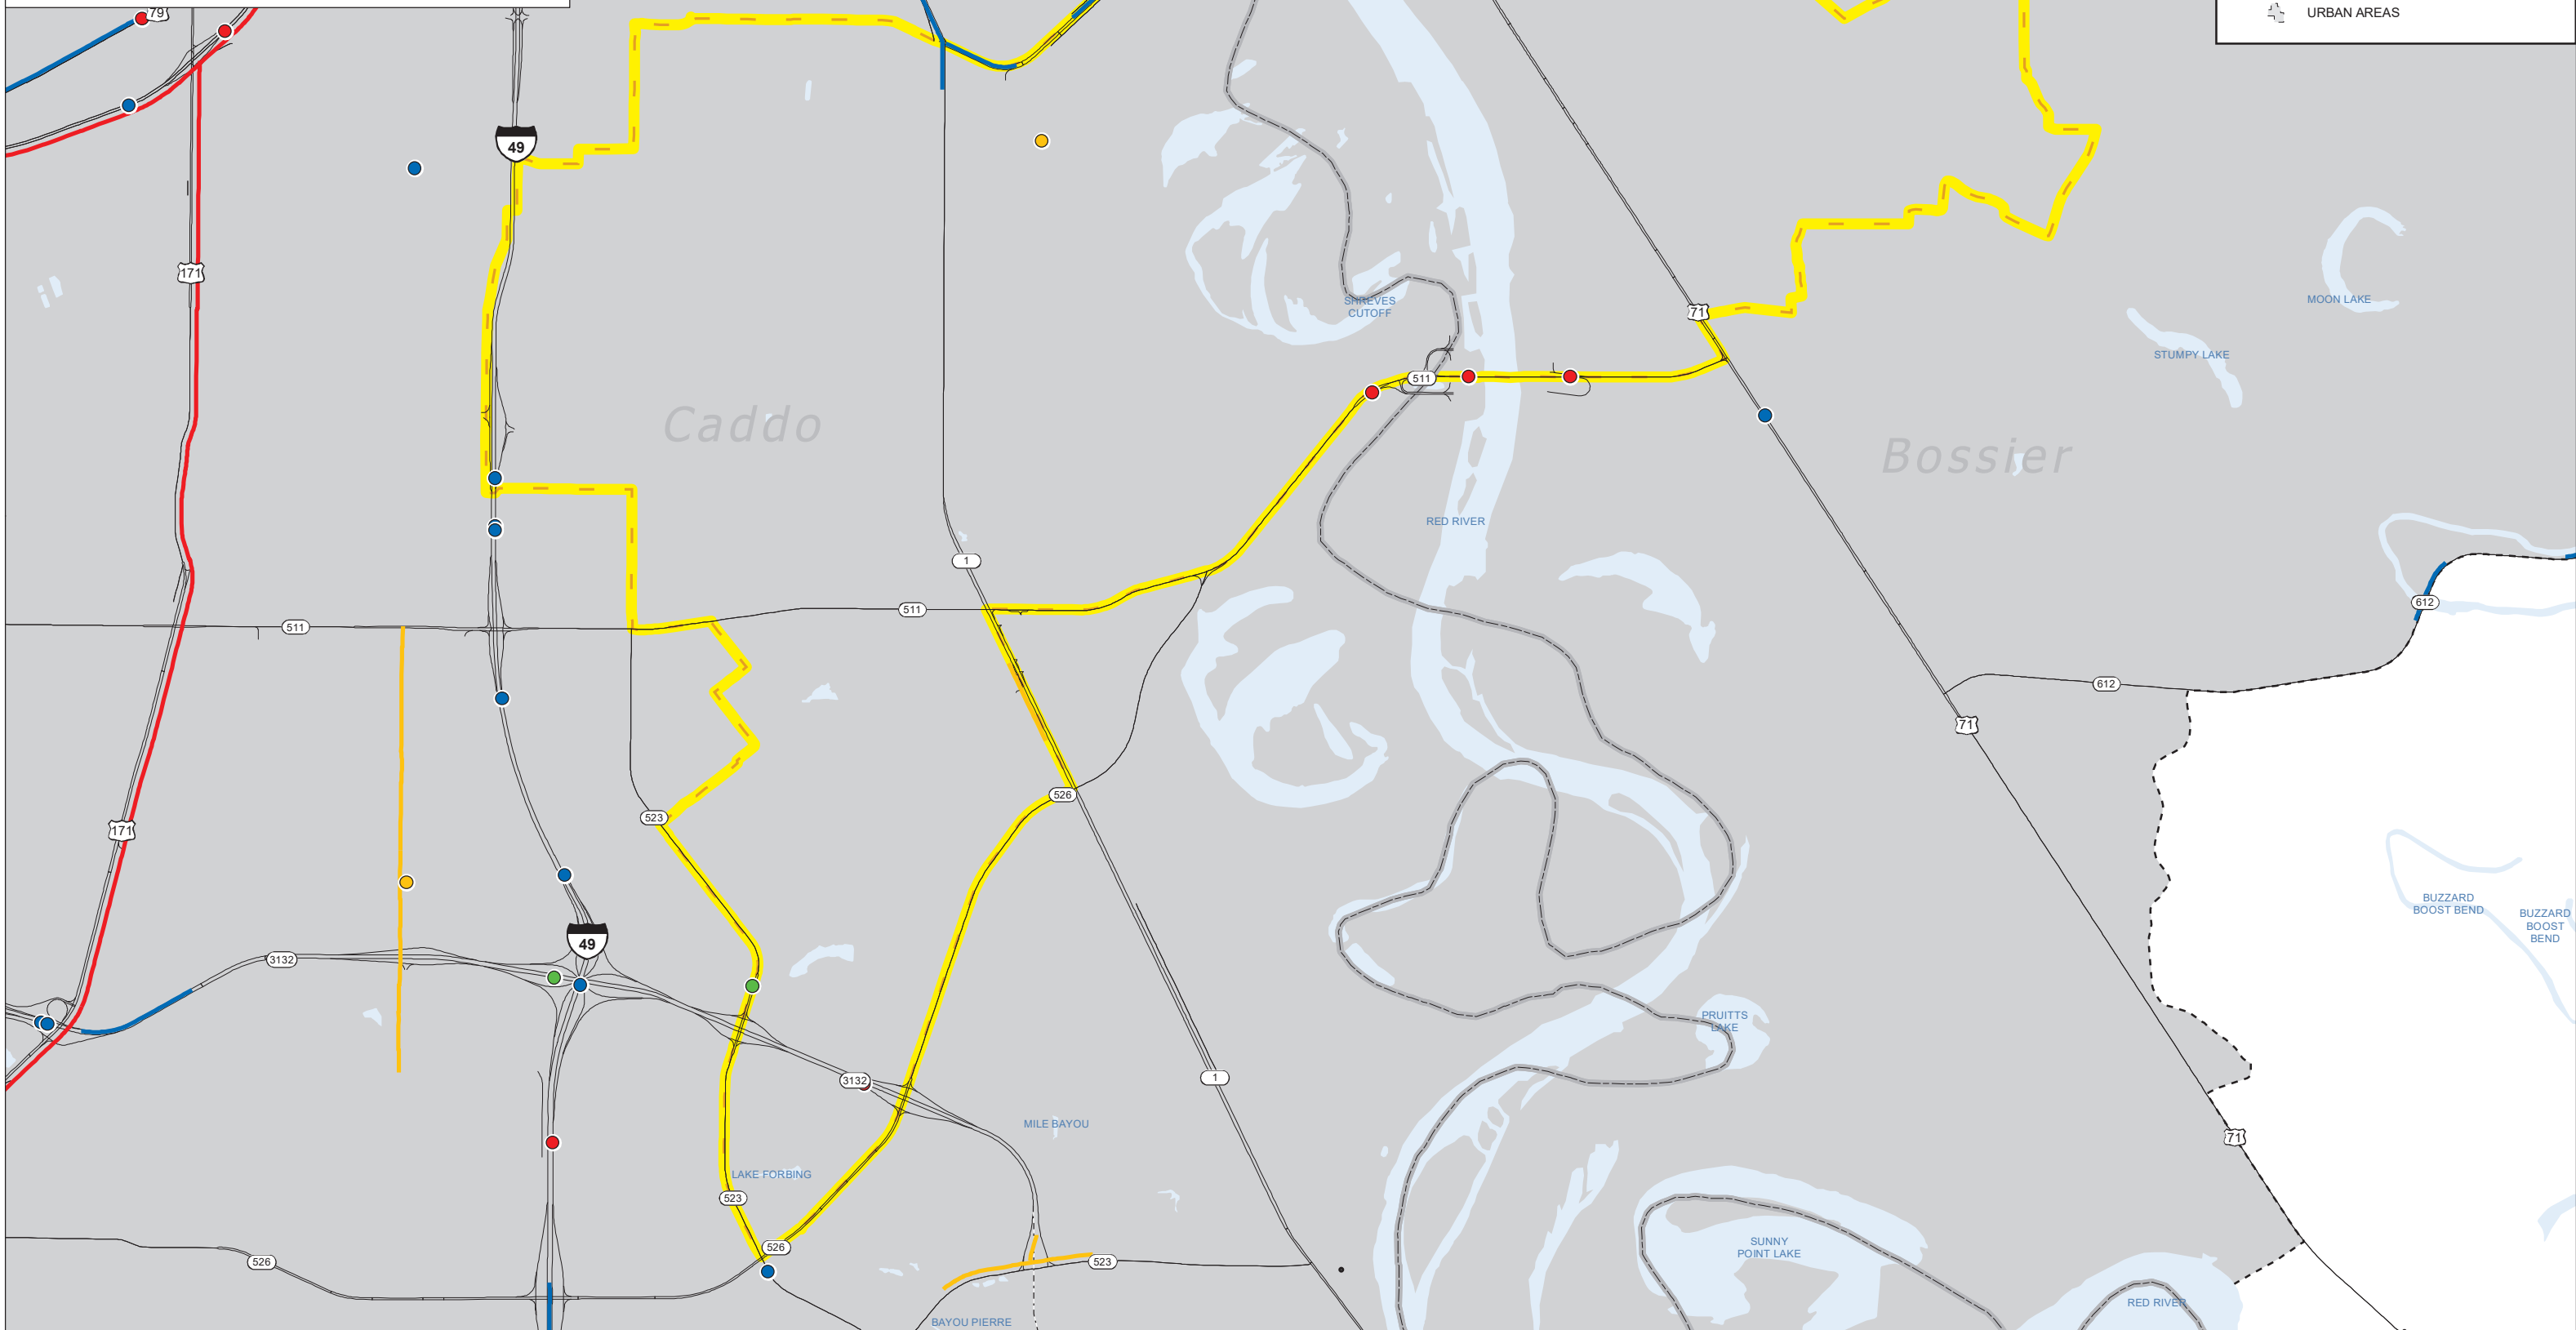 79
URBAN AREAS
49
171
SHREVES
CUTOFF
71
MOON LAKE
STUMPY LAKE
511
Caddo
Bossier
RED RIVER
1
511
511
612
612
71
526
523
171
BUZZARD
BOOST BEND
BUZZARD
BOOST
BEND
49
3132
PRUITTS
LAKE
3132
1
MILE BAYOU
71
LAKE FORBING
523
526
SUNNY
POINT LAKE
526
523
RED RIVER
BAYOU PIERRE